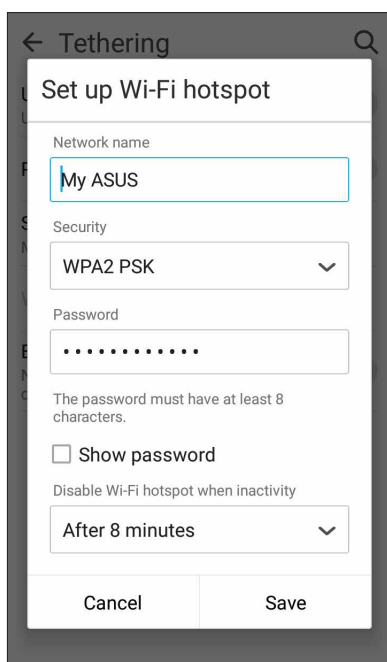 Tethering
Set up Wi-Fi hotspot
Network name
My ASUS
Security
WPA2 PSK
Password
••••••••••••
The password must have at least 8
characters.
Show password
Disable Wi-Fi hotspot when inactivity
After 8 minutes
Cancel
Save